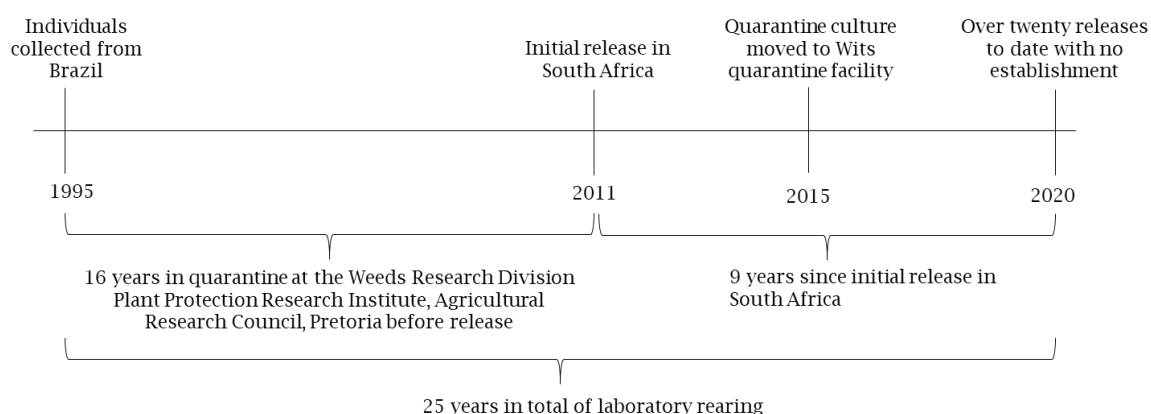 Individuals
collected from
Brazil
Initial release in
South Africa
Quarantine culture
moved to Wits
quarantine facility
Over twenty releases
to date with no
establishment
1995
2011
2015
2020
16 years in quarantine at the Weeds Research Division
Plant Protection Research Institute, Agricultural
Research Council, Pretoria before release
9 years since initial release in
South Africa
25 years in total of laboratory rearing